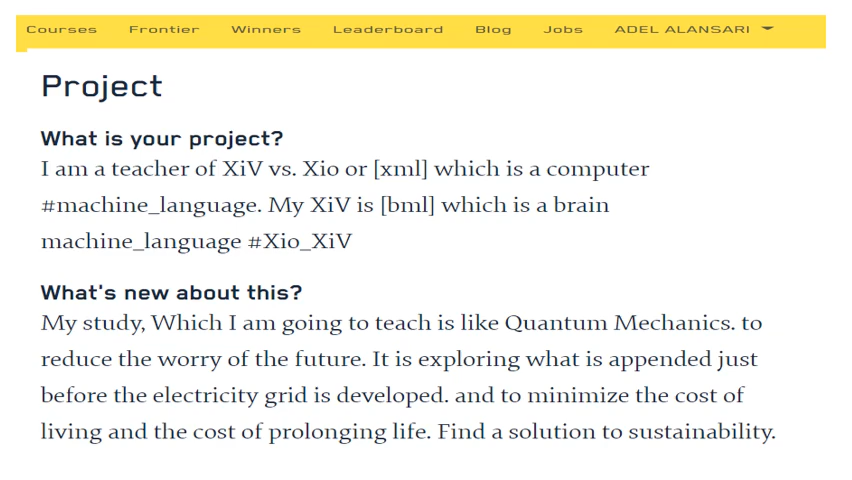 Courses Frontier Winners Leaderboard Blog Jobs ADEL ALANSARI
Project
What is your project?
I am a teacher of XiV vs. Xio or [xml] which is a computer
#machine_language. My XiV is [bml] which is a brain
machine_language #Xio_XiV
What's new about this?
My study, Which I am going to teach is like Quantum Mechanics. to
reduce the worry of the future. It is exploring what is appended just
before the electricity grid is developed. and to minimize the cost of
living and the cost of prolonging life. Find a solution to sustainability.